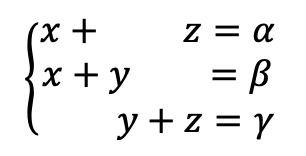 x + z = α
x + y = β
y + z = γ